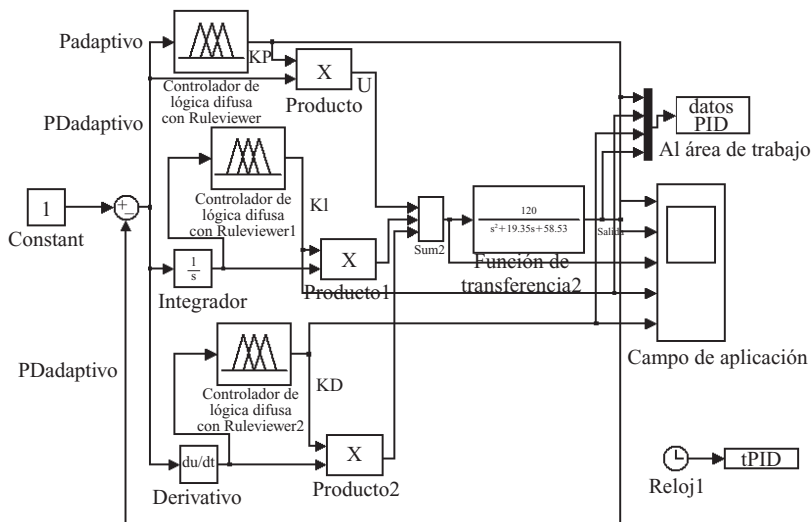 Padaptivo
KP
Controlador de
lógica difusa
con Ruleviewer
X
U
Producto
PDadaptivo
datos
PID
Al área de trabajo
Controlador de
lógica difusa
con Ruleviewer1
KI
1
Constant
120
s²+19.35s+58.53
Salida
Sum2
Función de
transferencia2
X
Producto1
1
s
Integrador
PDadaptivo
Controlador de
lógica difusa
con Ruleviewer2
KD
Campo de aplicación
du/dt
Derivativo
X
Producto2
Reloj1
tPID